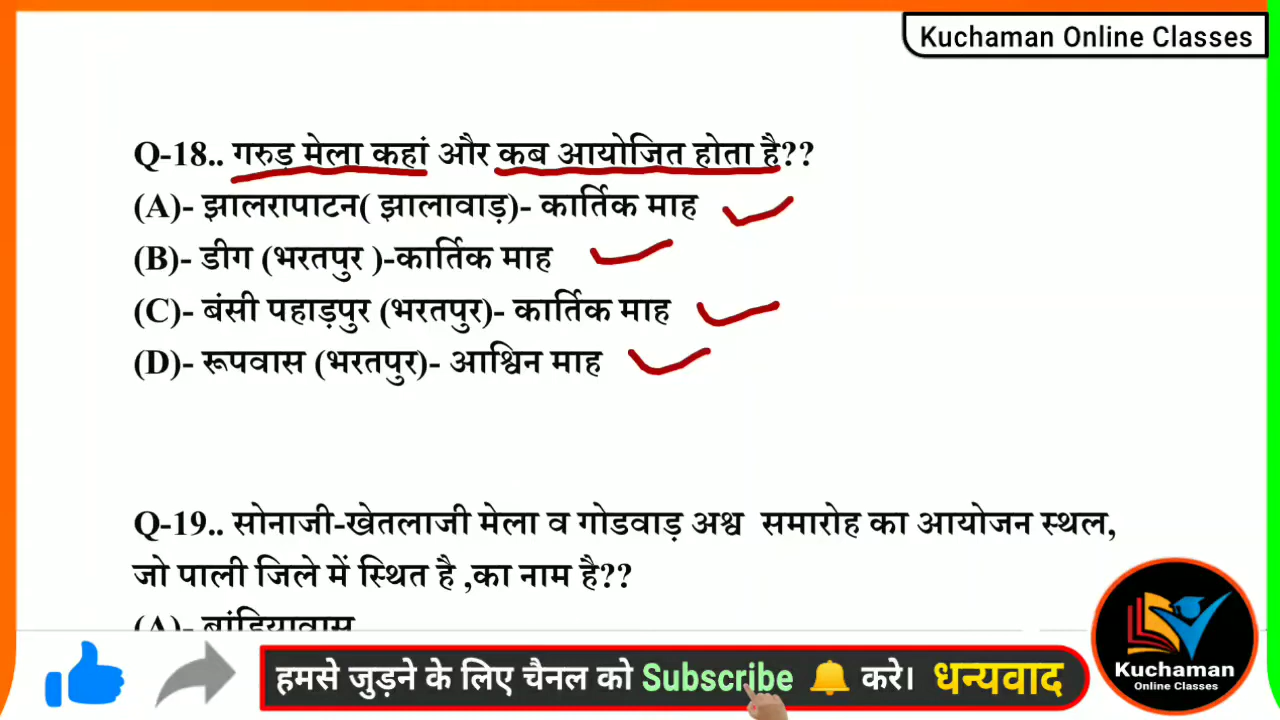 Kuchaman Online Classes
Q-18.. गरुड मेला कहां और कब आयोजित होता है??
(A)- झालरापाटन( झालावाड़)- कार्तिक माह
(B)- डीग (भरतपुर )-कार्तिक माह
(C)- बंसी पहाड़पुर (भरतपुर)- कार्तिक माह
(D)- रूपवास (भरतपुर)- आश्विन माह
Q-19.. सोनाजी-खेतलाजी मेला व गोडवाड़ अश्व समारोह का आयोजन स्थल,
जो पाली जिले में स्थित है ,का नाम है??
(A)- बांडियावास
हमसे जुड़ने के लिए चैनल को Subscribe करे। धन्यवाद
Kuchaman
Online Classes